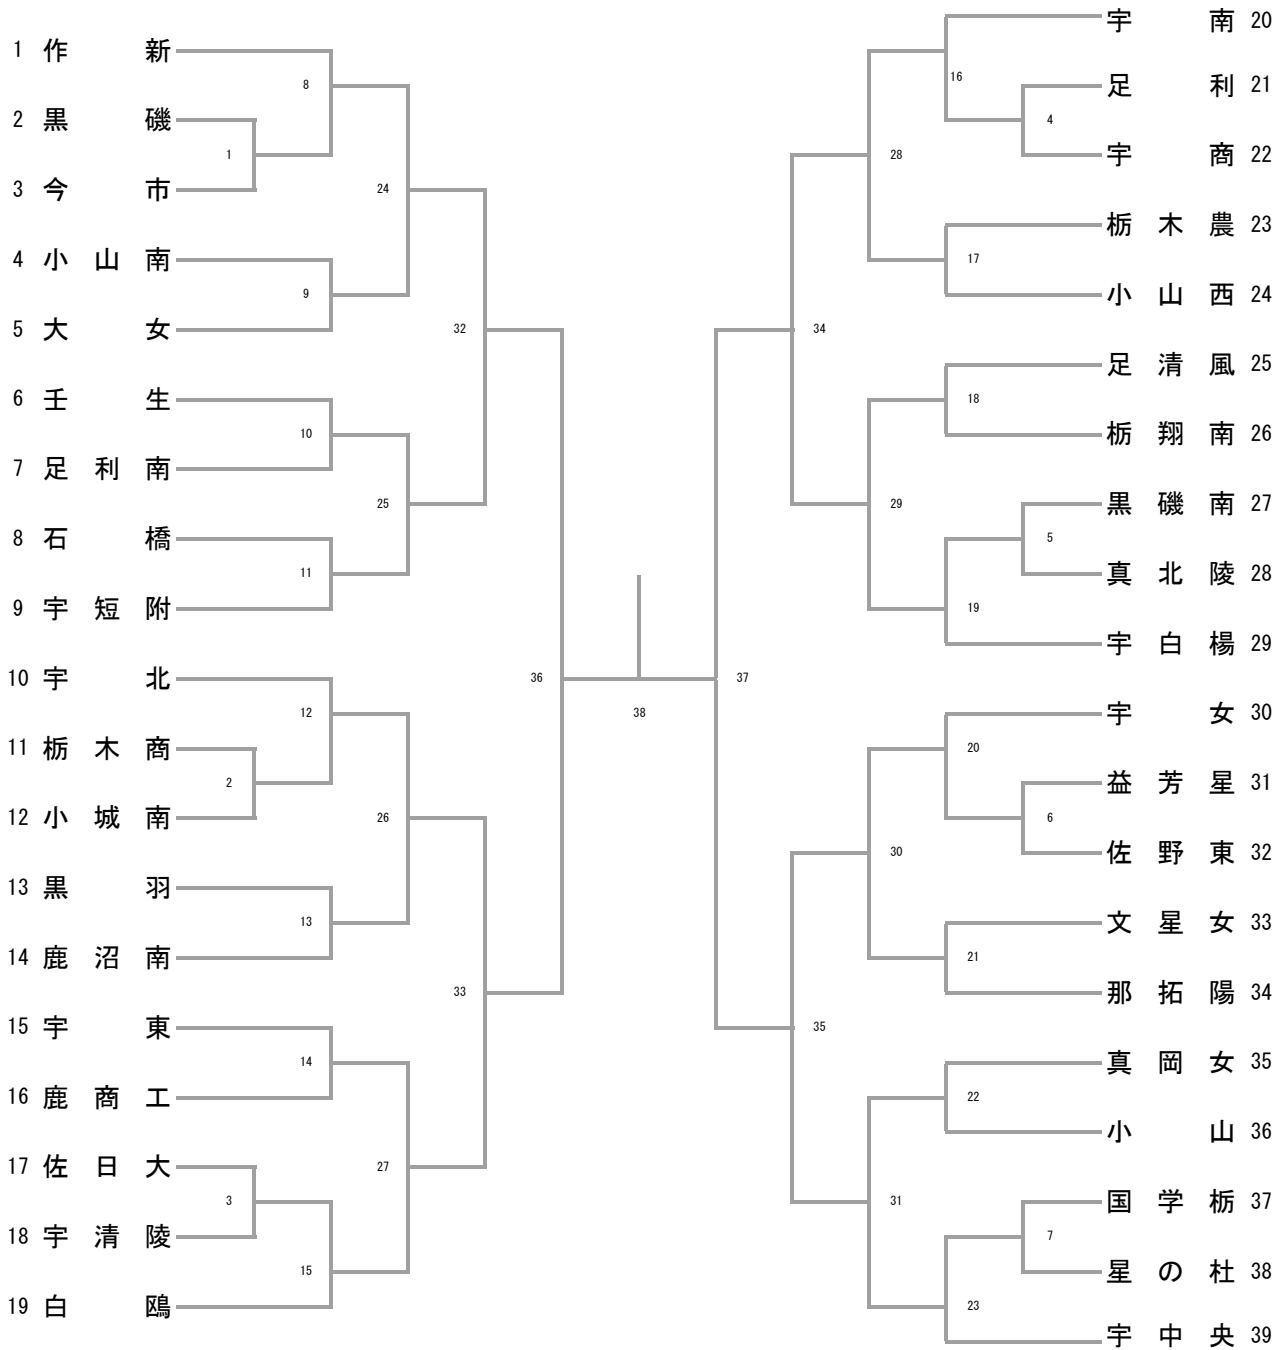 1 作 新
2 黒 磯
3 今 市
4 小 山 南
5 大 女
6 壬 生
7 足 利 南
8 石 橋
9 宇 短 附
10 宇 北
11 栃 木 商
12 小 城 南
13 黒 羽
14 鹿 沼 南
15 宇 東
16 鹿 商 工
17 佐 日 大
18 宇 清 陵
19 白 鴎
1
2
3
8
9
10
11
12
13
14
15
24
25
26
27
32
33
36
38
37
34
35
28
29
30
31
16
17
18
19
20
21
22
23
4
5
6
7
宇 南 20
足 利 21
宇 商 22
栃 木 農 23
小 山 西 24
足 清 風 25
栃 翔 南 26
黒 磯 南 27
真 北 陵 28
宇 白 楊 29
宇 女 30
益 芳 星 31
佐 野 東 32
文 星 女 33
那 拓 陽 34
真 岡 女 35
小 山 36
国 学 栃 37
星 の 杜 38
宇 中 央 39